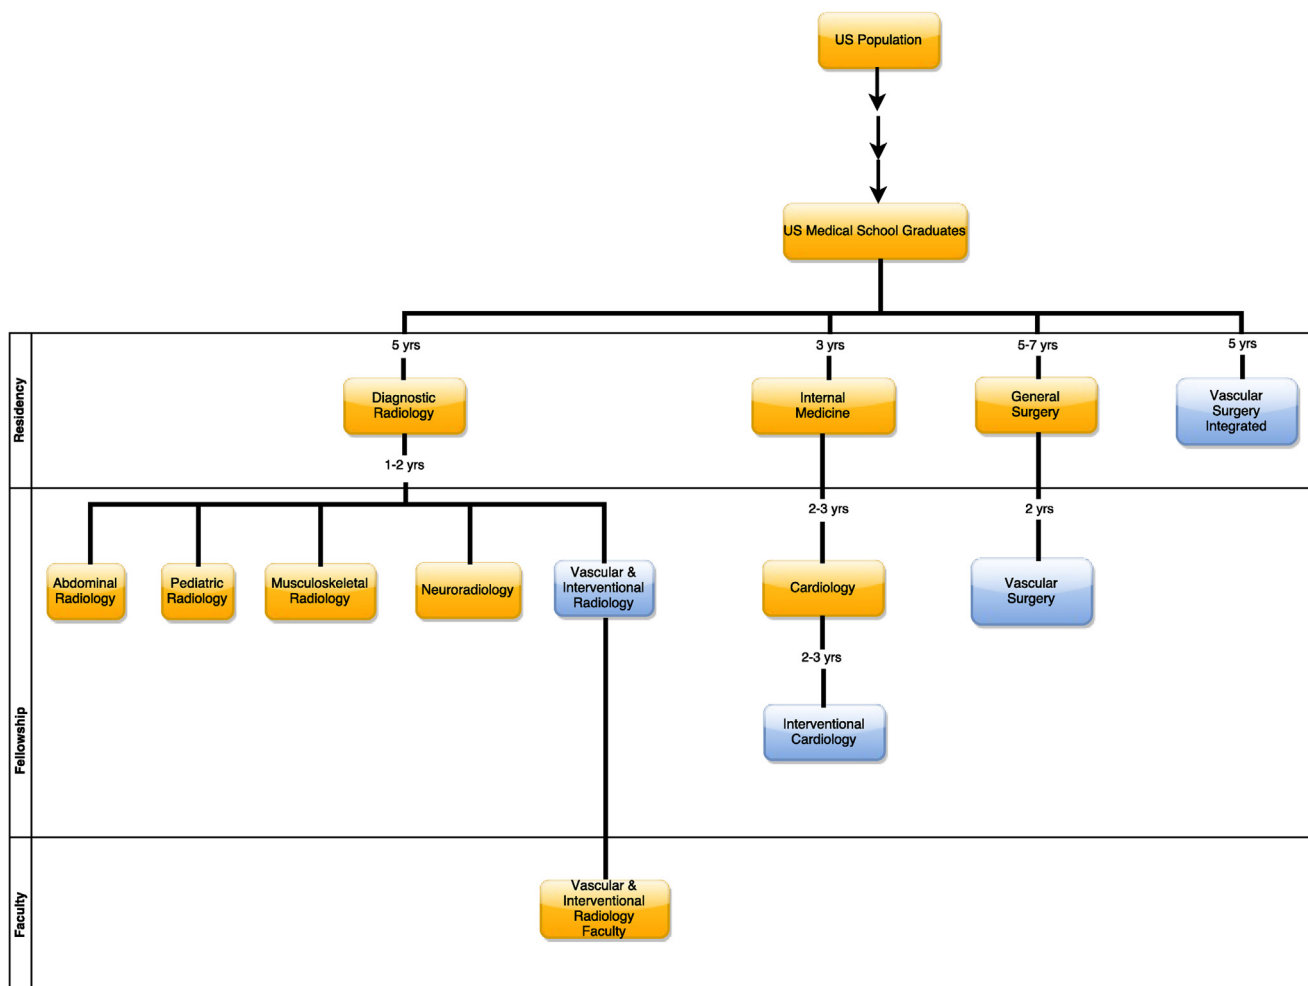 US Population
US Medical School Graduates
Residency
5 yrs
3 yrs
5-7 yrs
5 yrs
Diagnostic
Radiology
Internal
Medicine
General
Surgery
Vascular
Surgery
Integrated
1-2 yrs
Fellowship
2-3 yrs
2 yrs
Abdominal
Radiology
Pediatric
Radiology
Musculoskeletal
Radiology
Neuroradiology
Vascular &
Interventional
Radiology
Cardiology
Vascular
Surgery
2-3 yrs
Interventional
Cardiology
Faculty
Vascular &
Interventional
Radiology
Faculty